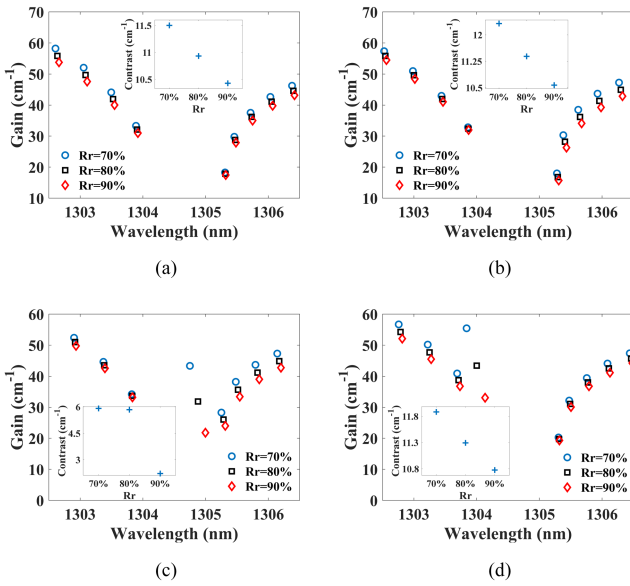 70
60
50
40
30
20
10
Gain (cm-1)
11.5
11
10.5
Contrast (cm-1)
70% 80% 90%
Rr
Rr=70%
Rr=80%
Rr=90%
1303 1304 1305 1306
Wavelength (nm)
(a)
70
60
50
40
30
20
10
Gain (cm-1)
12
11.25
10.5
Contrast (cm-1)
70% 80% 90%
Rr
Rr=70%
Rr=80%
Rr=90%
1303 1304 1305 1306
Wavelength (nm)
(b)
60
50
40
30
20
10
0
Gain (cm-1)
6
3
Contrast (cm-1)
70% 80% 90%
Rr
Rr=70%
Rr=80%
Rr=90%
1303 1304 1305 1306
Wavelength (nm)
(c)
60
50
40
30
20
10
0
Gain (cm-1)
11.8
11.3
10.8
Contrast (cm-1)
70% 80% 90%
Rr
Rr=70%
Rr=80%
Rr=90%
1303 1304 1305 1306
Wavelength (nm)
(d)